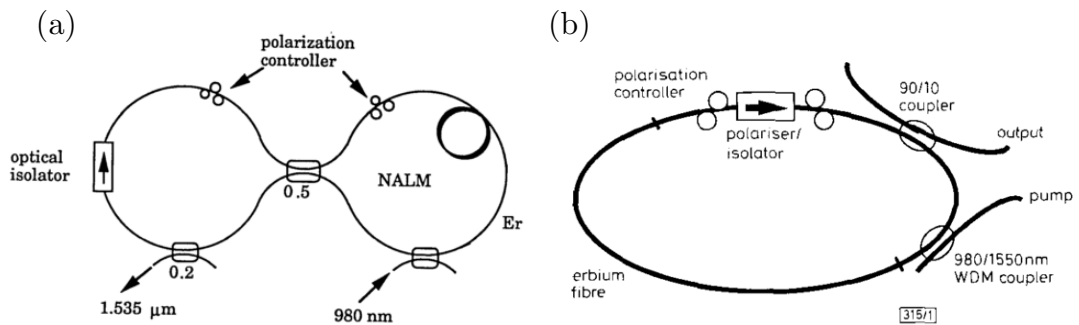 (a)
polarization
controller
optical
isolator
0.5
NALM
Er
0.2
1.535 μm
980 nm
(b)
polarisation
controller
polariser/
isolator
90/10
coupler
output
pump
980/1550nm
WDM coupler
erbium
fibre
315/1